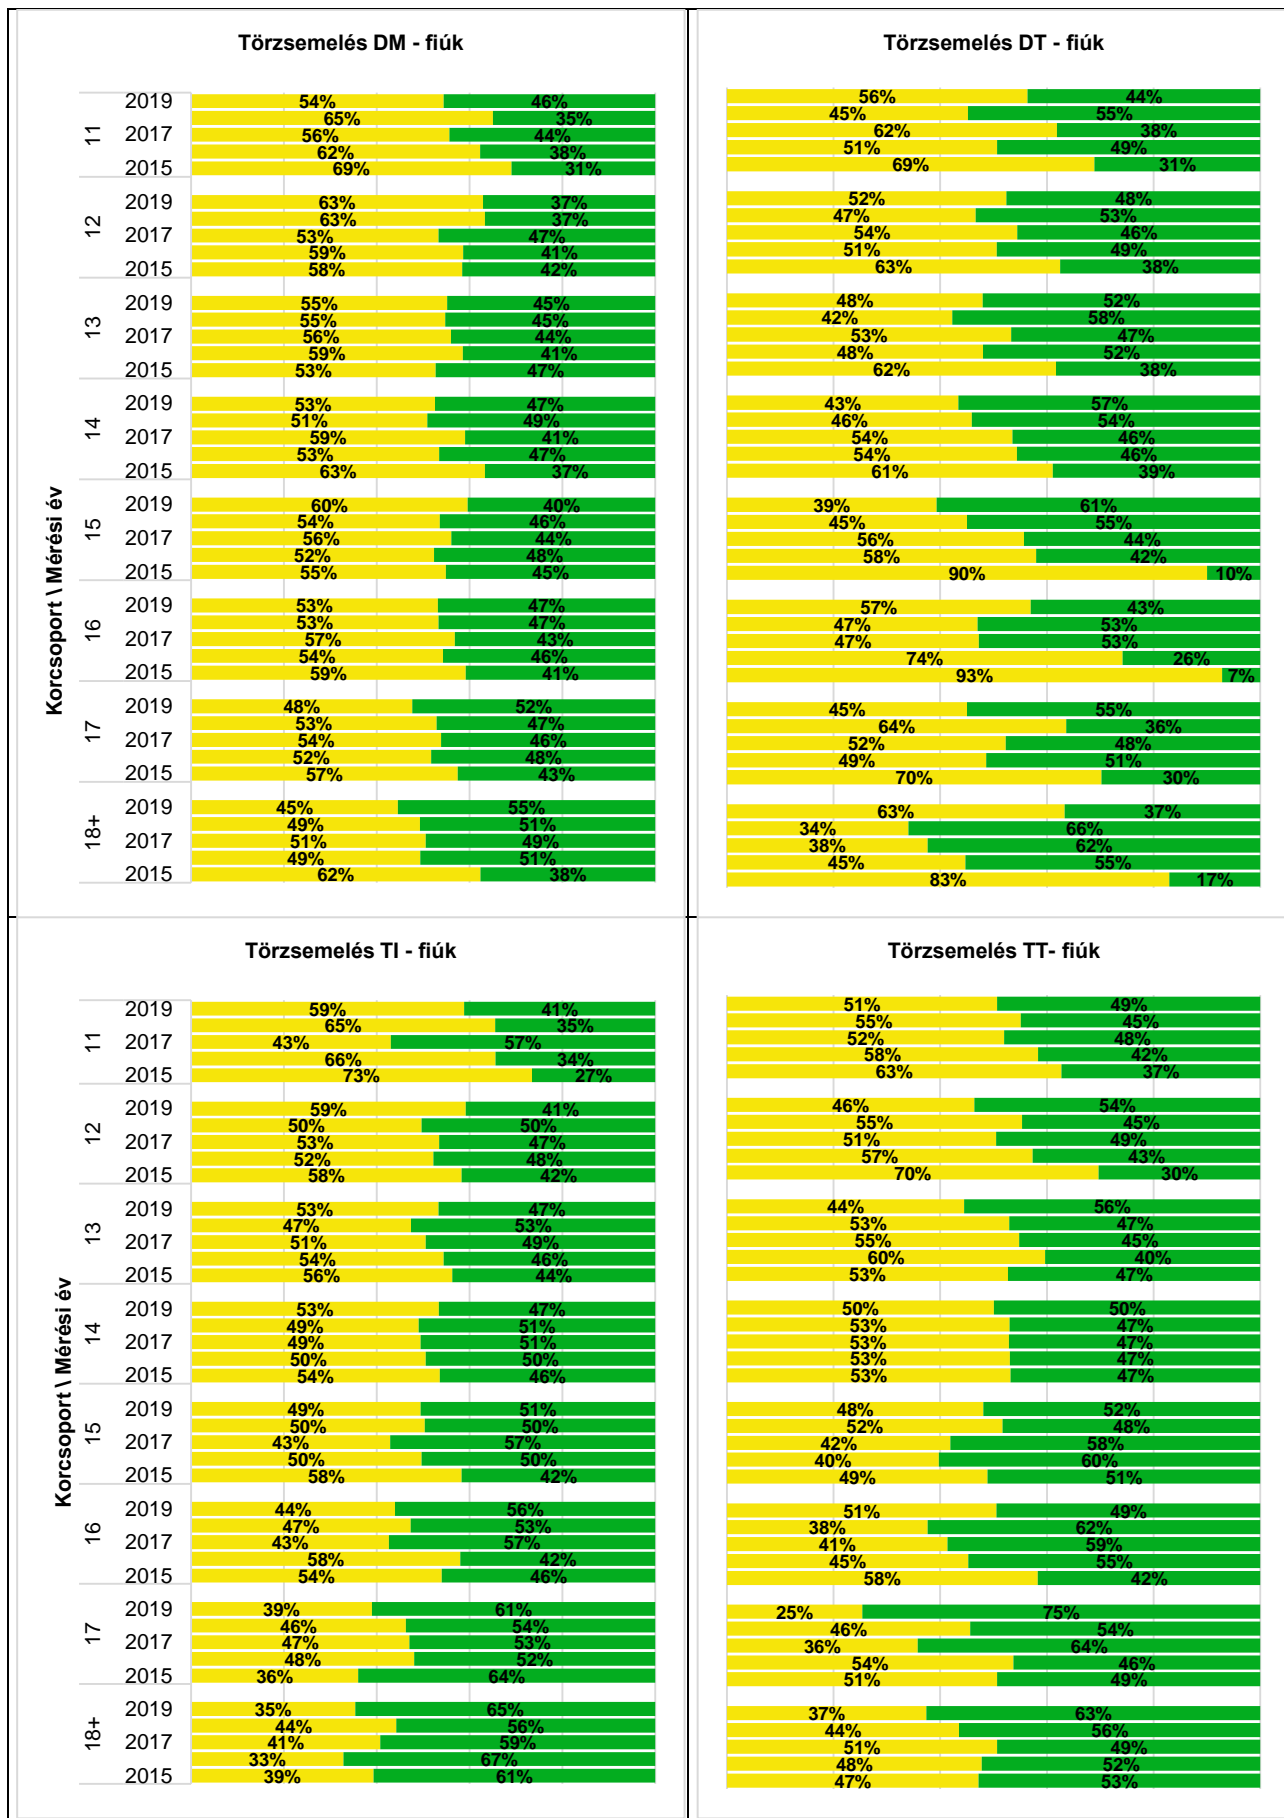 Törzsemelés DM - fiúk
Korcsoport \ Mérési év
11
2019 54% 46%
65% 35%
2017 56% 44%
62% 38%
2015 69% 31%
12
2019 63% 37%
63% 37%
2017 53% 47%
59% 41%
2015 58% 42%
13
2019 55% 45%
55% 45%
2017 56% 44%
59% 41%
2015 53% 47%
14
2019 53% 47%
51% 49%
2017 59% 41%
53% 47%
2015 63% 37%
15
2019 60% 40%
54% 46%
2017 56% 44%
52% 48%
2015 55% 45%
16
2019 53% 47%
53% 47%
2017 57% 43%
54% 46%
2015 59% 41%
17
2019 48% 52%
53% 47%
2017 54% 46%
52% 48%
2015 57% 43%
18+
2019 45% 55%
49% 51%
2017 51% 49%
49% 51%
2015 62% 38%
Törzsemelés DT - fiúk
56% 44%
45% 55%
62% 38%
51% 49%
69% 31%
52% 48%
47% 53%
54% 46%
51% 49%
63% 38%
48% 52%
42% 58%
53% 47%
48% 52%
62% 38%
43% 57%
46% 54%
54% 46%
54% 46%
61% 39%
39% 61%
45% 55%
56% 44%
58% 42%
90% 10%
57% 43%
47% 53%
47% 53%
74% 26%
93% 7%
45% 55%
64% 36%
52% 48%
49% 51%
70% 30%
63% 37%
34% 66%
38% 62%
45% 55%
83% 17%
Törzsemelés TI - fiúk
Korcsoport \ Mérési év
11
2019 59% 41%
65% 35%
2017 43% 57%
66% 34%
2015 73% 27%
12
2019 59% 41%
50% 50%
2017 53% 47%
52% 48%
2015 58% 42%
13
2019 53% 47%
47% 53%
2017 51% 49%
54% 46%
2015 56% 44%
14
2019 53% 47%
49% 51%
2017 49% 51%
50% 50%
2015 54% 46%
15
2019 49% 51%
50% 50%
2017 43% 57%
50% 50%
2015 58% 42%
16
2019 44% 56%
47% 53%
2017 43% 57%
58% 42%
2015 54% 46%
17
2019 39% 61%
46% 54%
2017 47% 53%
48% 52%
2015 36% 64%
18+
2019 35% 65%
44% 56%
2017 41% 59%
33% 67%
2015 39% 61%
Törzsemelés TT- fiúk
51% 49%
55% 45%
52% 48%
58% 42%
63% 37%
46% 54%
55% 45%
51% 49%
57% 43%
70% 30%
44% 56%
53% 47%
55% 45%
60% 40%
53% 47%
50% 50%
53% 47%
53% 47%
53% 47%
53% 47%
48% 52%
52% 48%
42% 58%
40% 60%
49% 51%
51% 49%
38% 62%
41% 59%
45% 55%
58% 42%
25% 75%
46% 54%
36% 64%
54% 46%
51% 49%
37% 63%
44% 56%
51% 49%
48% 52%
47% 53%